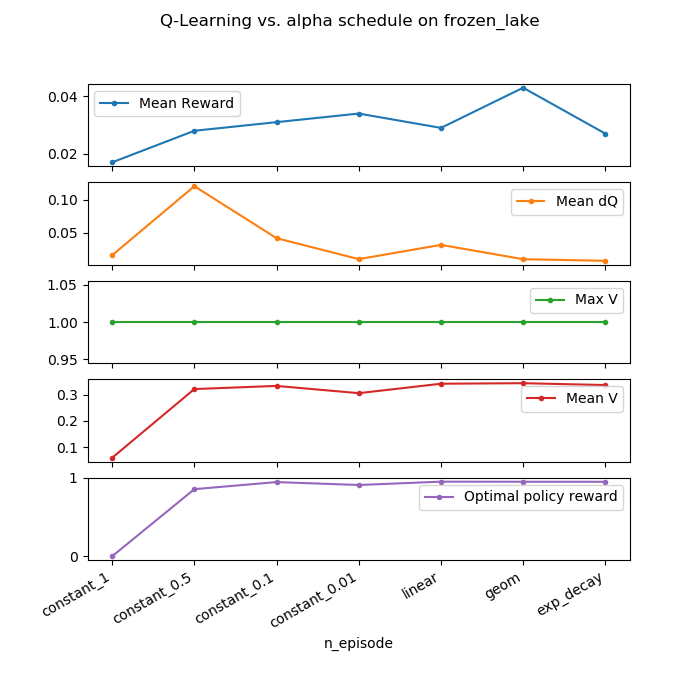 Q-Learning vs. alpha schedule on frozen_lake
0.04
0.02
Mean Reward
0.10
0.05
Mean dQ
1.05
1.00
0.95
Max V
0.3
0.2
0.1
Mean V
1
0
Optimal policy reward
constant_1
constant_0.5
constant_0.1
constant_0.01
linear
geom
exp_decay
n_episode